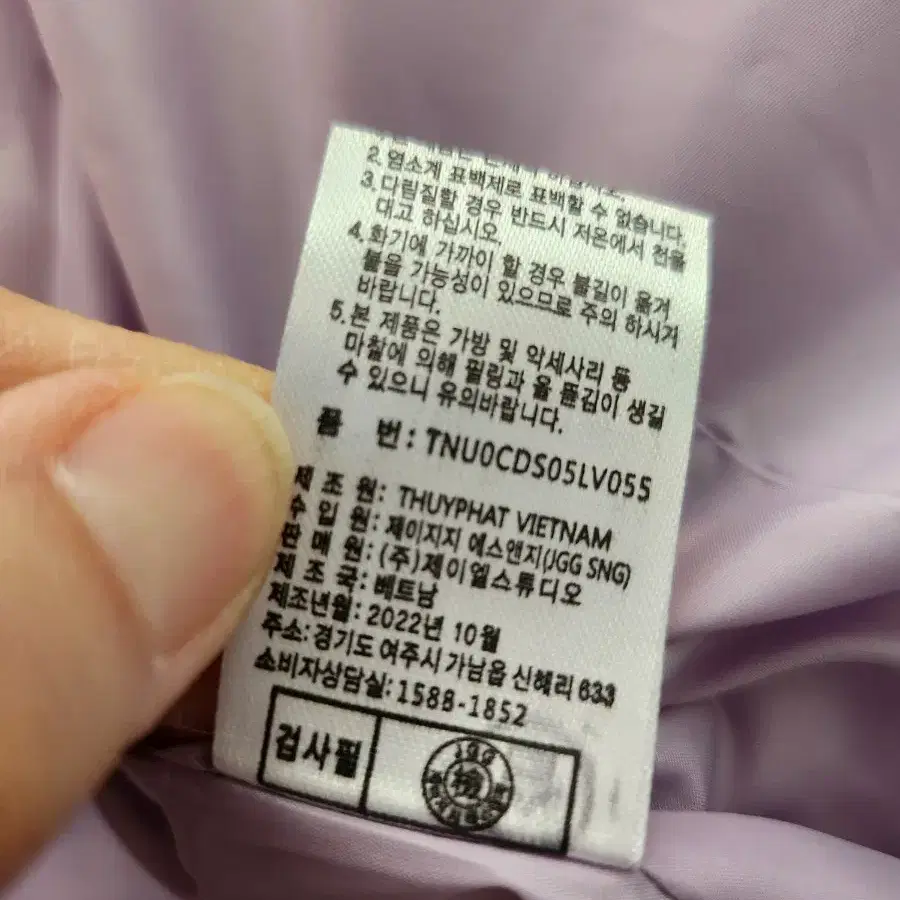 2.염소계 표백제로 표백할 수 없습니다.
3.다림질할 경우 반드시 저온에서 천을
대고 하십시오.
4.화기에 가까이 할 경우 불길이 옮겨
붙을 가능성이 있으므로 주의 하시기
바랍니다.
5.본 제품은 가방 및 악세사리 등
마찰에 의해 필링과 올 뜯김이 생길
수 있으니 유의바랍니다.
품 번: TNU0CDS05LV055
제 조 원: THUYPHAT VIETNAM
수 입 원: 제이지지 에스앤지(JGG SNG)
판 매 원: (주)제이엘스튜디오
제 조 국: 베트남
제조년월: 2022년 10월
주소: 경기도 여주시 가남읍 신해리 633
소비자상담실: 1588-1852
검사필
JGG
檢